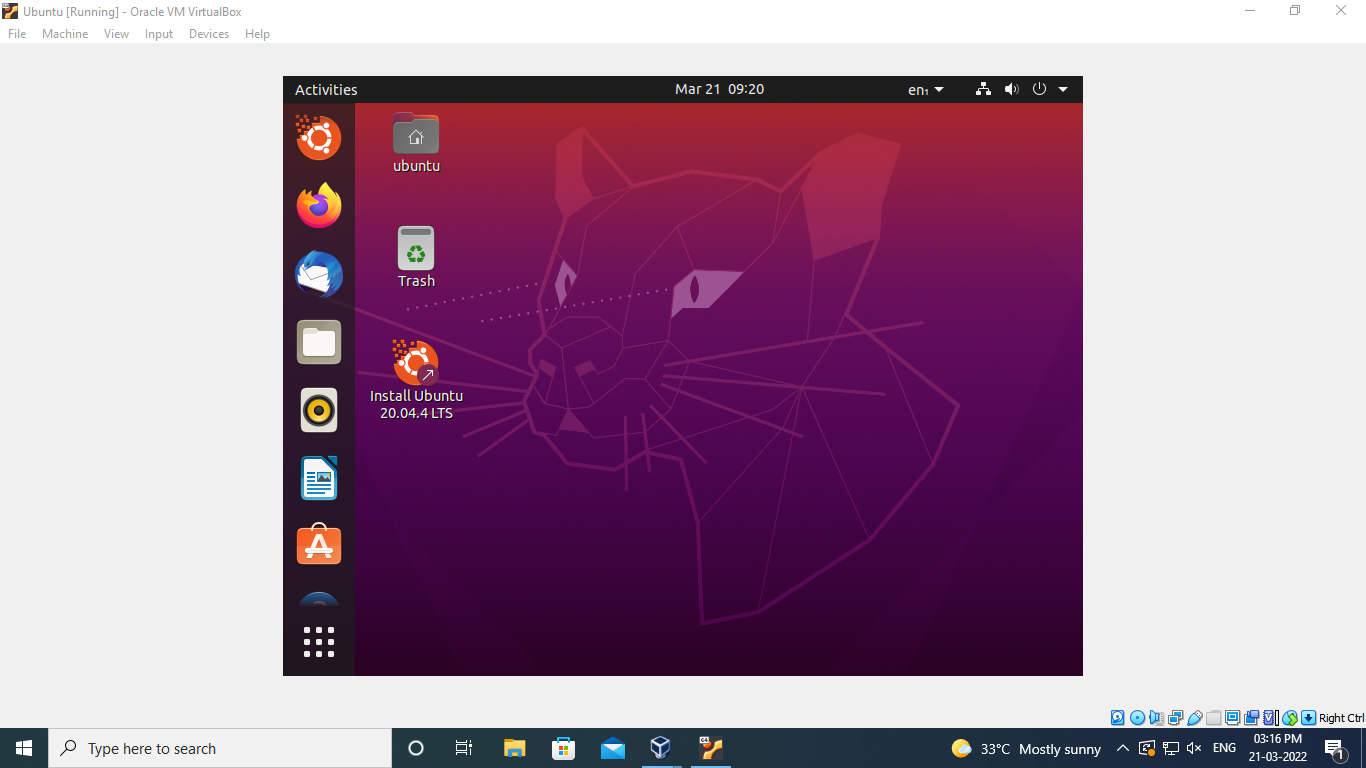 Ubuntu [Running] - Oracle VM VirtualBox
File Machine View Input Devices Help
Activities Mar 21 09:20 en₁
ubuntu
Trash
Install Ubuntu
20.04.4 LTS
Right Ctrl
Type here to search 33°C Mostly sunny ENG 03:16 PM
21-03-2022
1